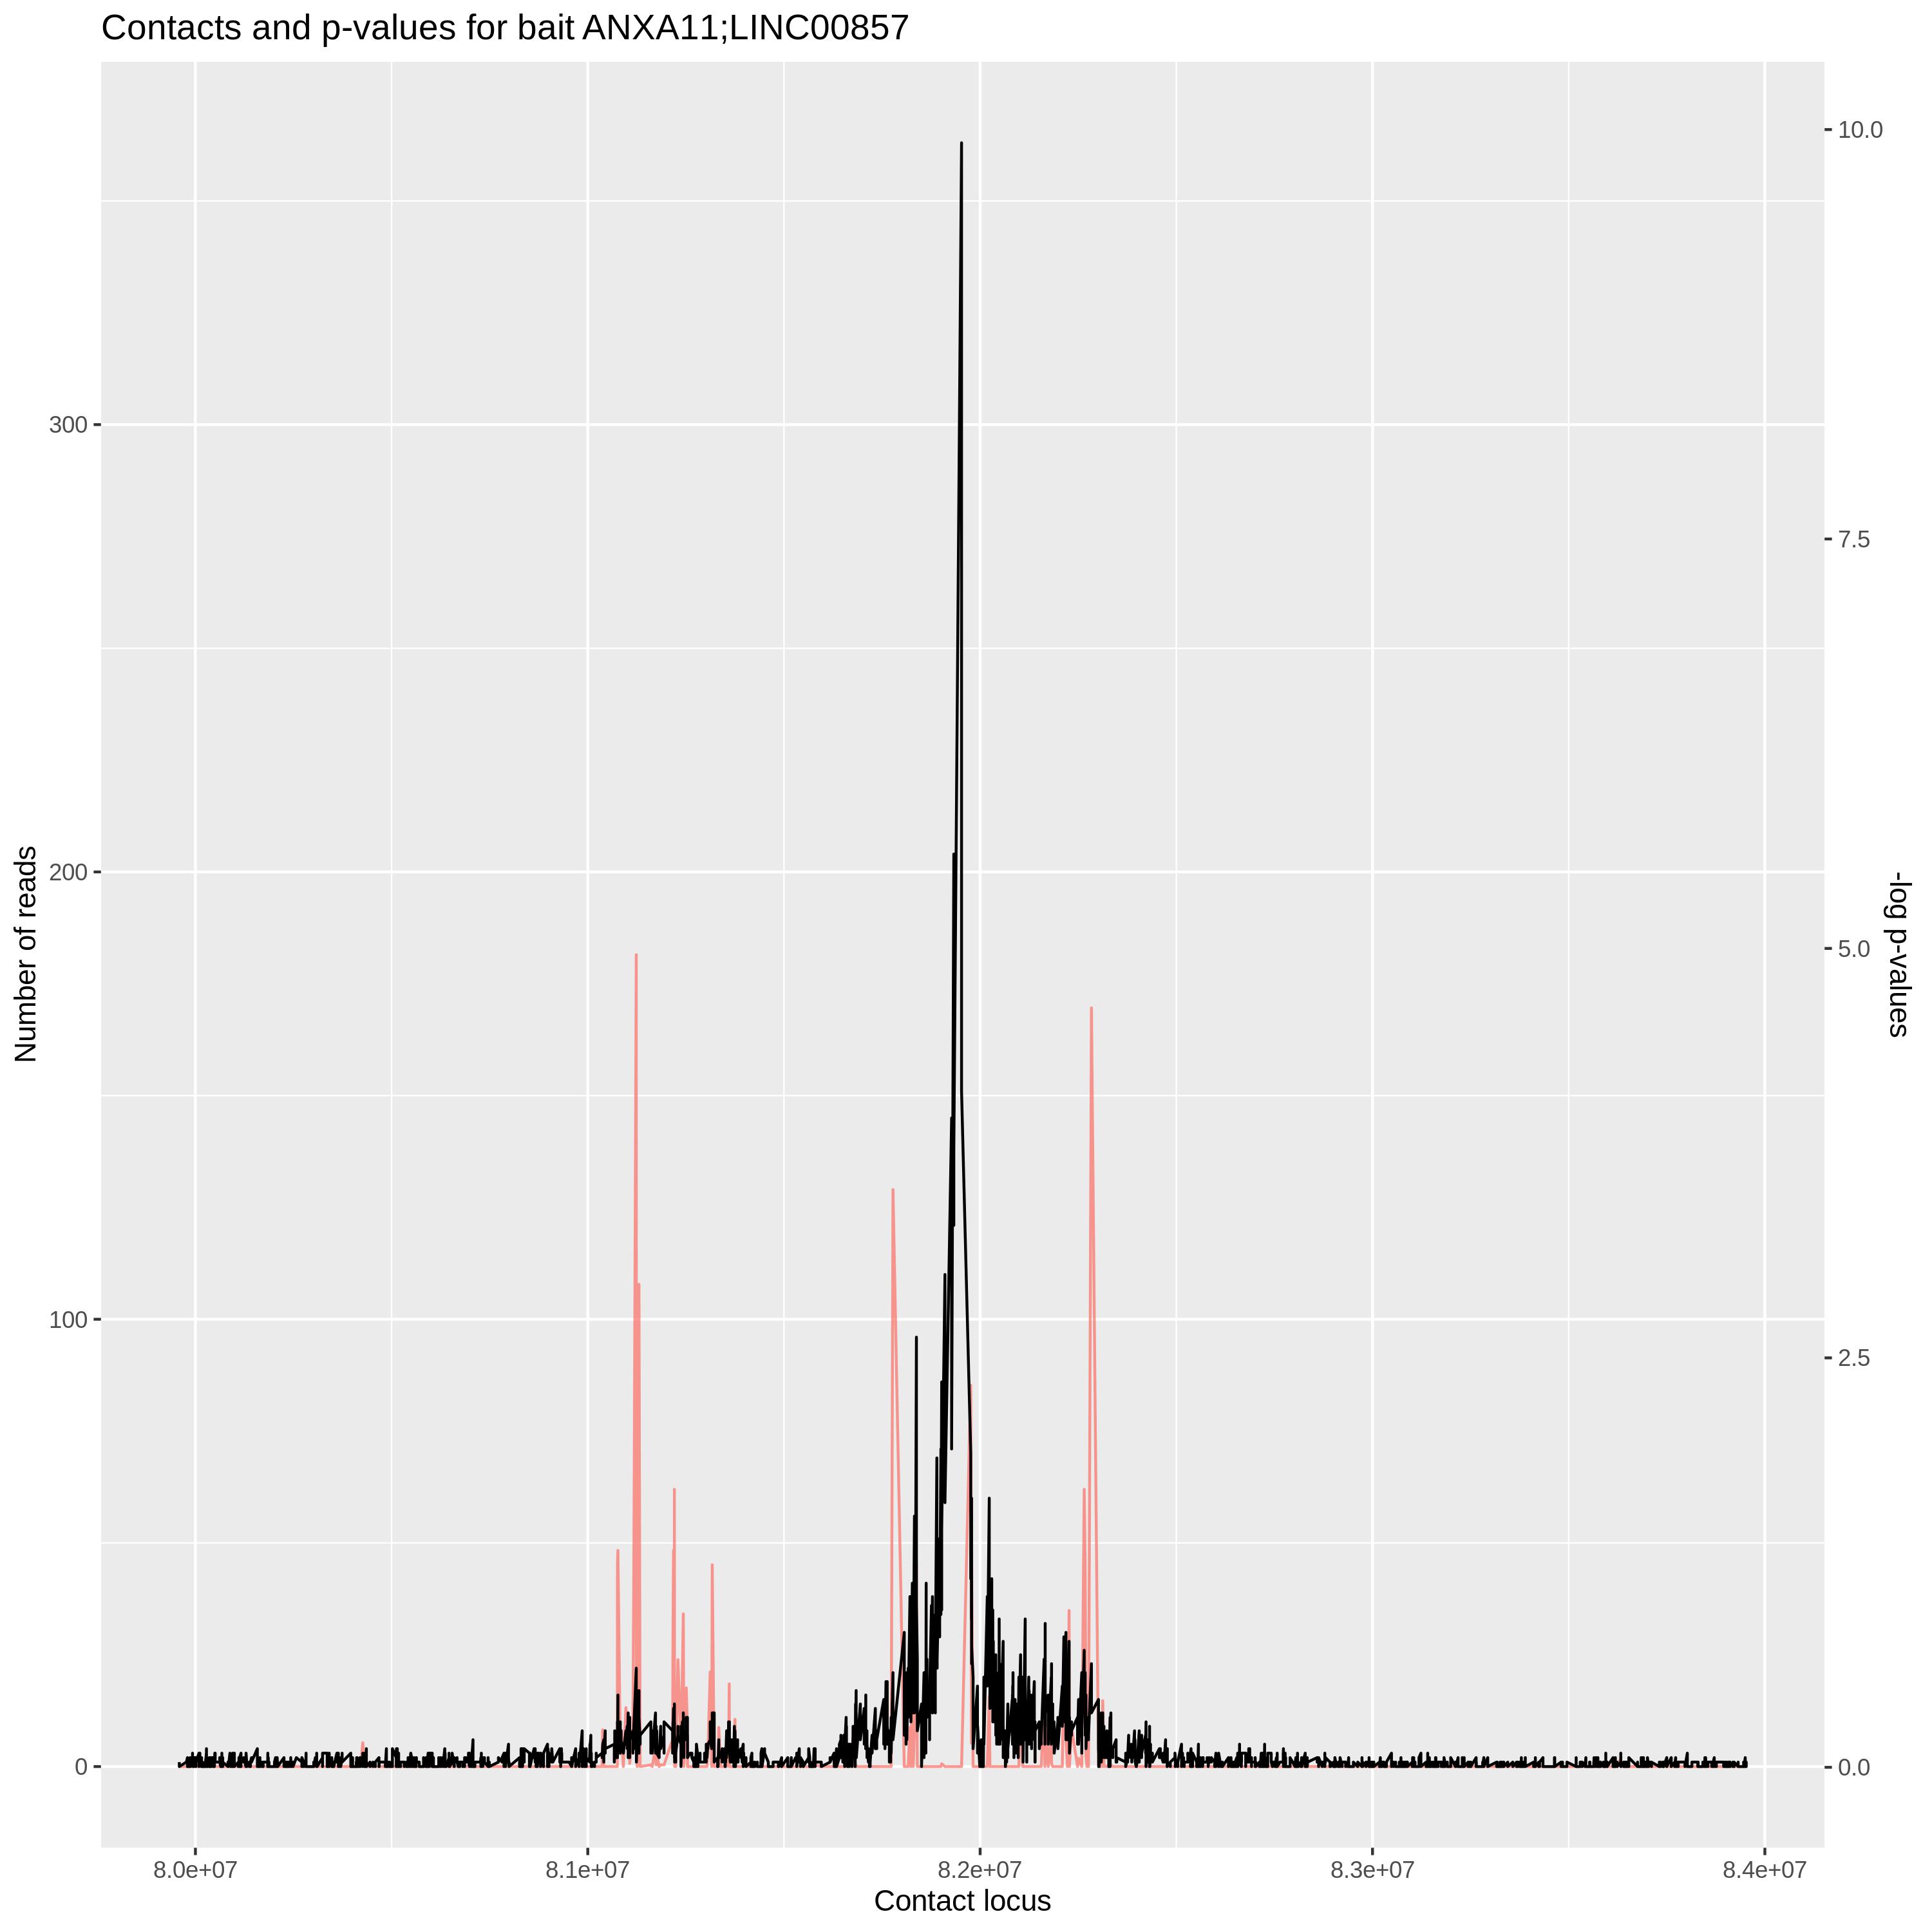 Contacts and p-values for bait ANXA11;LINC00857
Number of reads
300
200
100
0
10.0
7.5
5.0
2.5
0.0
-log p-values
8.0e+07 8.1e+07 8.2e+07 8.3e+07 8.4e+07
Contact locus